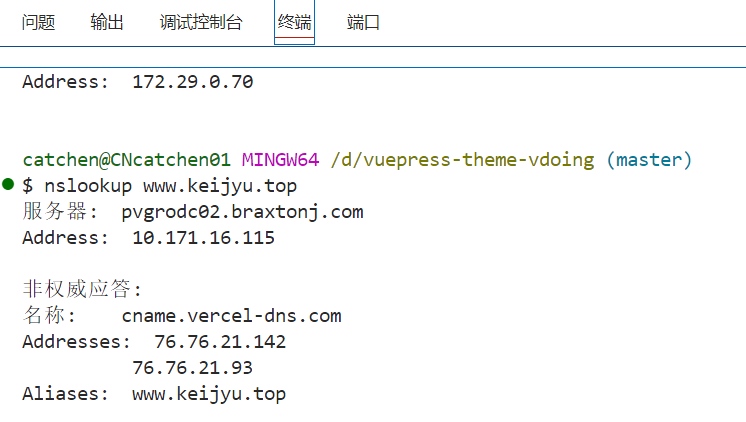 问题 输出 调试控制台 终端 端口
Address:  172.29.0.70
catchen@CNcatchen01 MINGW64 /d/vuepress-theme-vdoing (master)
$ nslookup www.keijyu.top
服务器:  pvgrodc02.braxtonj.com
Address:  10.171.16.115
非权威应答:
名称:    cname.vercel-dns.com
Addresses:  76.76.21.142
          76.76.21.93
Aliases:  www.keijyu.top